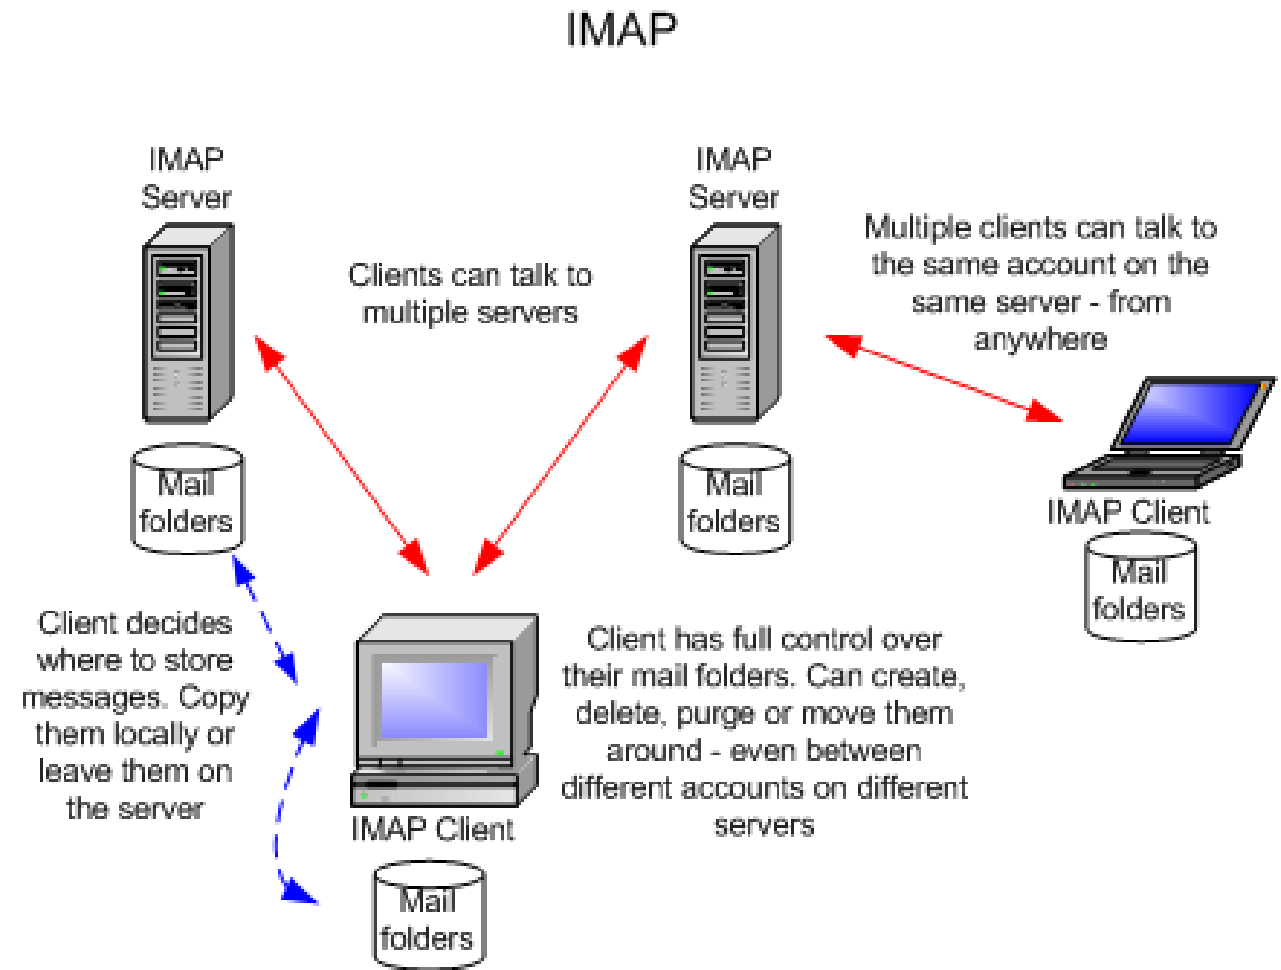 IMAP
IMAP
Server
IMAP
Server
Clients can talk to
multiple servers
Multiple clients can talk to
the same account on the
same server - from
anywhere
Mail
folders
Mail
folders
IMAP Client
Mail
folders
Client decides
where to store
messages. Copy
them locally or
leave them on
the server
Client has full control over
their mail folders. Can create,
delete, purge or move them
around - even between
different accounts on different
servers
IMAP Client
Mail
folders